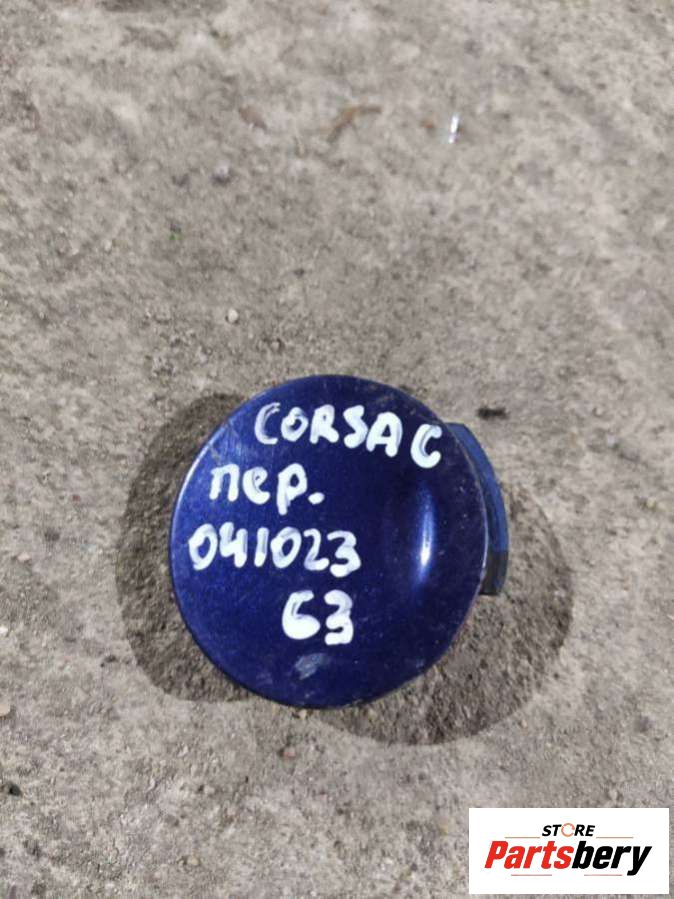 CORSA C
пер.
041023
63
STORE
Partsbery